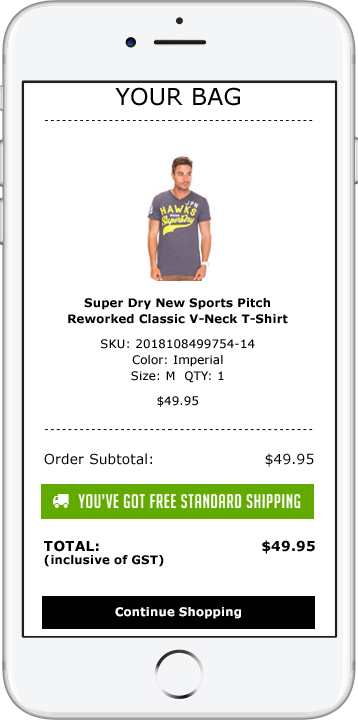 YOUR BAG
JPN
HAWKS
Superdry
Super Dry New Sports Pitch
Reworked Classic V-Neck T-Shirt
SKU: 2018108499754-14
Color: Imperial
Size: M  QTY: 1
$49.95
Order Subtotal: $49.95
YOU'VE GOT FREE STANDARD SHIPPING
TOTAL: $49.95
(inclusive of GST)
Continue Shopping